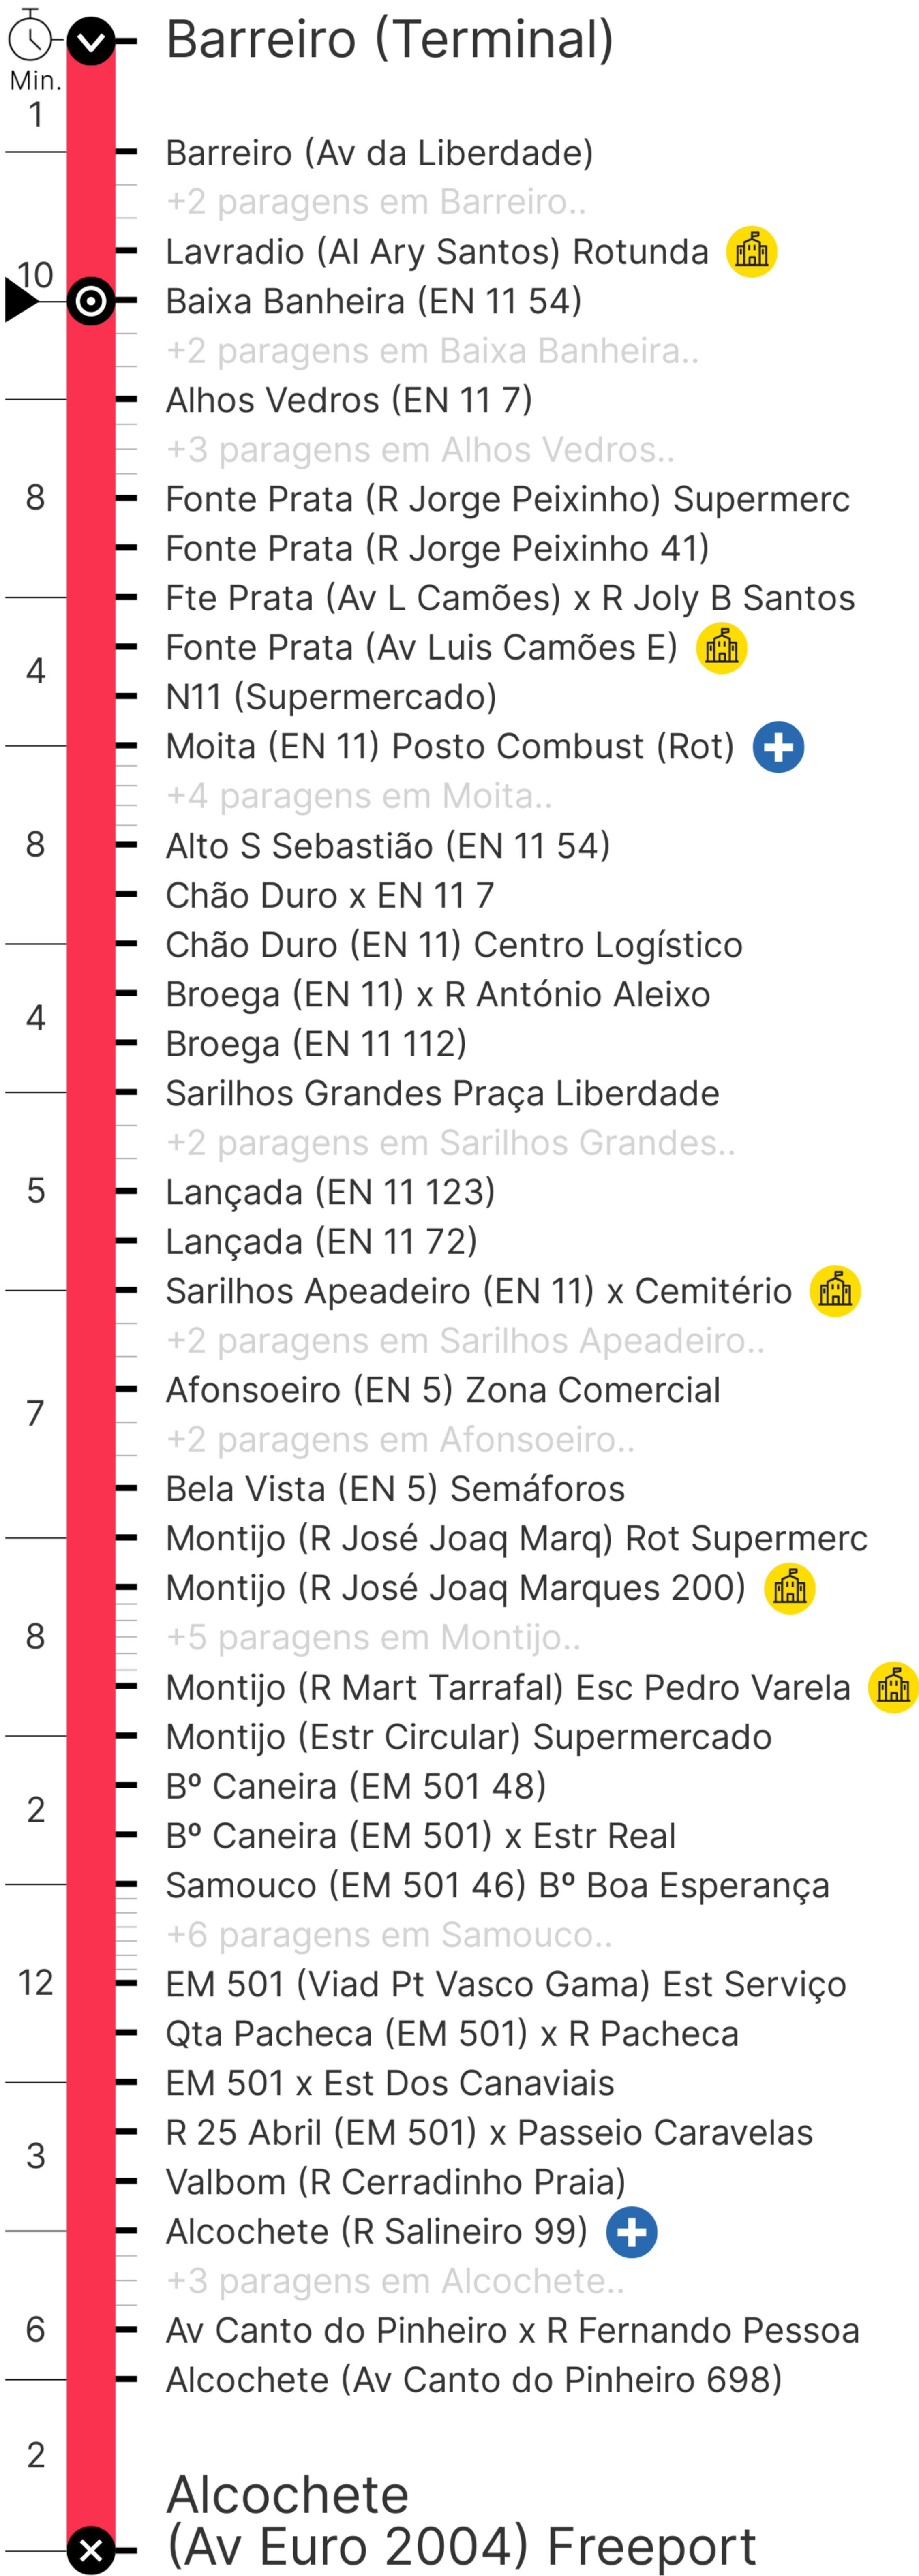 Barreiro (Terminal)
Min.
1
Barreiro (Av da Liberdade)
+2 paragens em Barreiro..
Lavradio (Al Ary Santos) Rotunda
10
Baixa Banheira (EN 11 54)
+2 paragens em Baixa Banheira..
Alhos Vedros (EN 11 7)
+3 paragens em Alhos Vedros..
8
Fonte Prata (R Jorge Peixinho) Supermerc
Fonte Prata (R Jorge Peixinho 41)
Fte Prata (Av L Camões) x R Joly B Santos
Fonte Prata (Av Luis Camões E)
4
N11 (Supermercado)
Moita (EN 11) Posto Combust (Rot)
+4 paragens em Moita..
8
Alto S Sebastião (EN 11 54)
Chão Duro x EN 11 7
Chão Duro (EN 11) Centro Logístico
Broega (EN 11) x R António Aleixo
4
Broega (EN 11 112)
Sarilhos Grandes Praça Liberdade
+2 paragens em Sarilhos Grandes..
5
Lançada (EN 11 123)
Lançada (EN 11 72)
Sarilhos Apeadeiro (EN 11) x Cemitério
+2 paragens em Sarilhos Apeadeiro..
Afonsoeiro (EN 5) Zona Comercial
7
+2 paragens em Afonsoeiro..
Bela Vista (EN 5) Semáforos
Montijo (R José Joaq Marq) Rot Supermerc
Montijo (R José Joaq Marques 200)
8
+5 paragens em Montijo..
Montijo (R Mart Tarrafal) Esc Pedro Varela
Montijo (Estr Circular) Supermercado
Bº Caneira (EM 501 48)
2
Bº Caneira (EM 501) x Estr Real
Samouco (EM 501 46) Bº Boa Esperança
+6 paragens em Samouco..
12
EM 501 (Viad Pt Vasco Gama) Est Serviço
Qta Pacheca (EM 501) x R Pacheca
EM 501 x Est Dos Canaviais
R 25 Abril (EM 501) x Passeio Caravelas
3
Valbom (R Cerradinho Praia)
Alcochete (R Salineiro 99)
+3 paragens em Alcochete..
6
Av Canto do Pinheiro x R Fernando Pessoa
Alcochete (Av Canto do Pinheiro 698)
2
Alcochete
(Av Euro 2004) Freeport